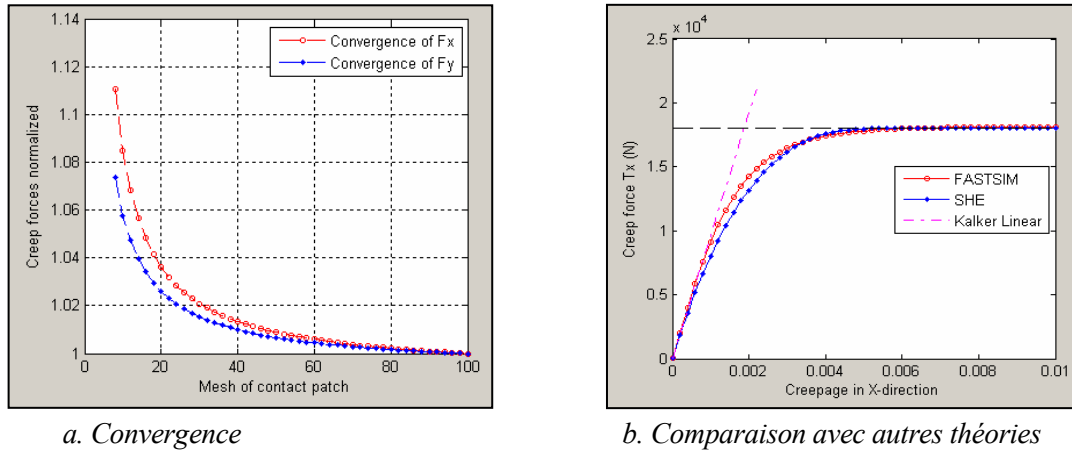 1.14
1.12
1.1
1.08
1.06
1.04
1.02
1
0 20 40 60 80 100
Creep forces normalized
Mesh of contact patch
Convergence of Fx
Convergence of Fy
a. Convergence
x 10^4
2.5
2
1.5
1
0.5
0
0 0.002 0.004 0.006 0.008 0.01
Creep force Tx (N)
Creepage in X-direction
FASTSIM
SHE
Kalker Linear
b. Comparaison avec autres théories